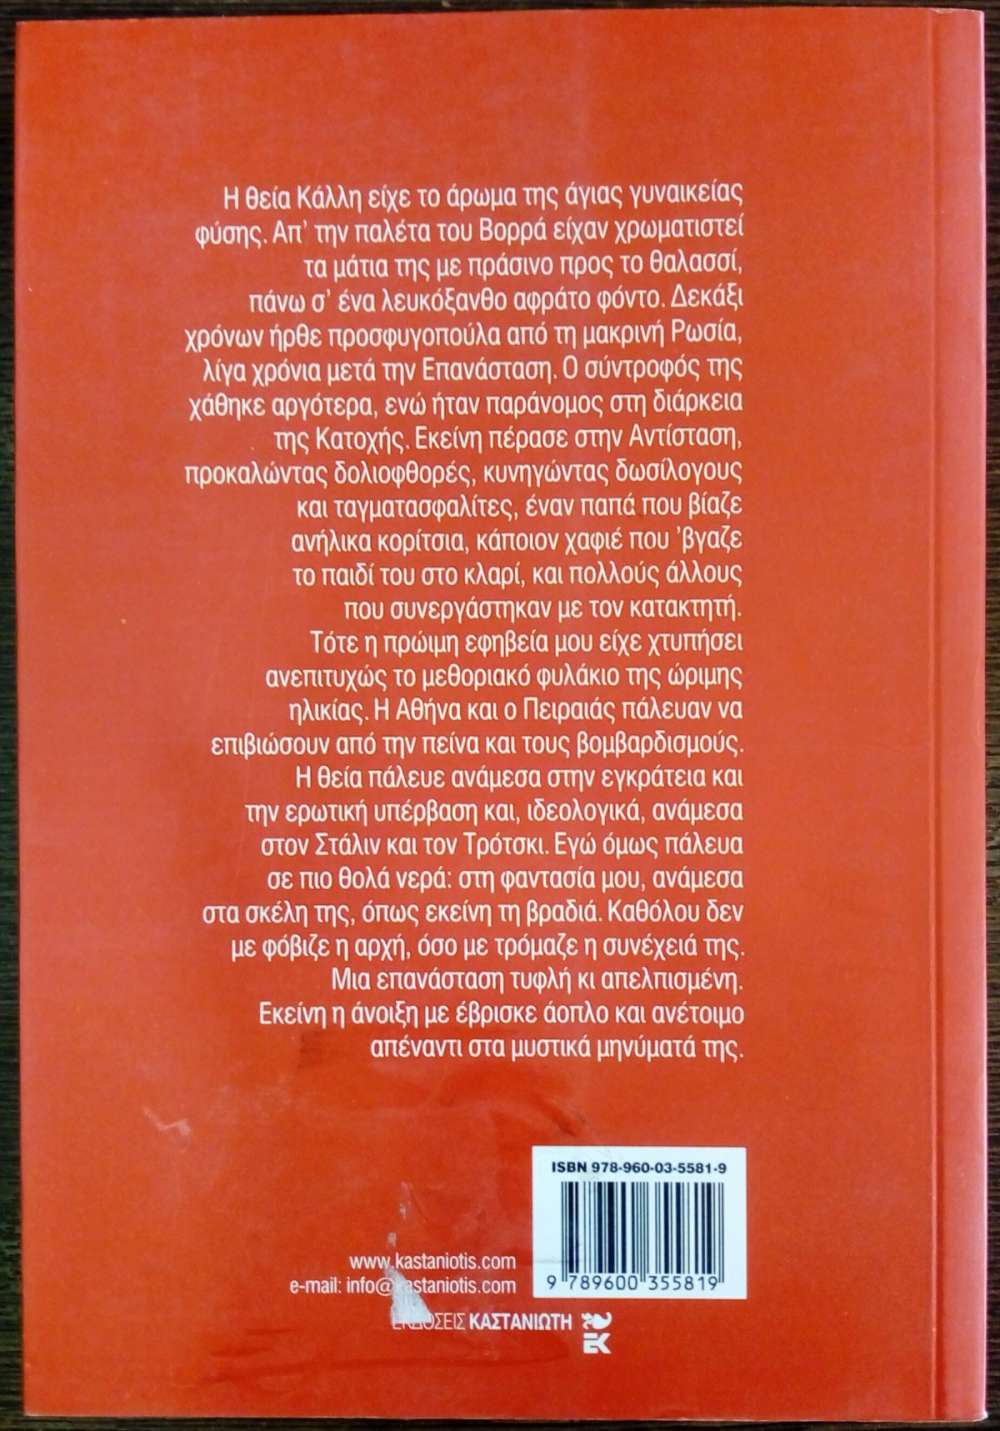 Η θεία Κάλλη είχε το άρωμα της άγιας γυναικείας
φύσης. Απ' την παλέτα του Βορρά είχαν χρωματιστεί
τα μάτια της με πράσινο προς το θαλασσί,
πάνω σ' ένα λευκόξανθο αφράτο φόντο. Δεκάξι
χρόνων ήρθε προσφυγοπούλα από τη μακρινή Ρωσία,
λίγα χρόνια μετά την Επανάσταση. Ο σύντροφός της
χάθηκε αργότερα, ενώ ήταν παράνομος στη διάρκεια
της Κατοχής. Εκείνη πέρασε στην Αντίσταση,
προκαλώντας δολιοφθορές, κυνηγώντας δωσίλογους
και ταγματασφαλίτες, έναν παπά που βίαζε
ανήλικα κορίτσια, κάποιον χαφιέ που 'βγαζε
το παιδί του στο κλαρί, και πολλούς άλλους
που συνεργάστηκαν με τον κατακτητή.
Τότε η πρώιμη εφηβεία μου είχε χτυπήσει
ανεπιτυχώς το μεθοριακό φυλάκιο της ώριμης
ηλικίας. Η Αθήνα και ο Πειραιάς πάλευαν να
επιβιώσουν από την πείνα και τους βομβαρδισμούς.
Η θεία πάλευε ανάμεσα στην εγκράτεια και
την ερωτική υπέρβαση και, ιδεολογικά, ανάμεσα
στον Στάλιν και τον Τρότσκι. Εγώ όμως πάλευα
σε πιο θολά νερά: στη φαντασία μου, ανάμεσα
στα σκέλη της, όπως εκείνη τη βραδιά. Καθόλου δεν
με φόβιζε η αρχή, όσο με τρόμαζε η συνέχειά της.
Μια επανάσταση τυφλή κι απελπισμένη.
Εκείνη η άνοιξη με έβρισκε άοπλο και ανέτοιμο
απέναντι στα μυστικά μηνύματά της.
ISBN 978-960-03-5581-9
9 789600 355819
www.kastaniotis.com
e-mail: info@kastaniotis.com
ΕΚΔΟΣΕΙΣ ΚΑΣΤΑΝΙΩΤΗ
ΕΚ